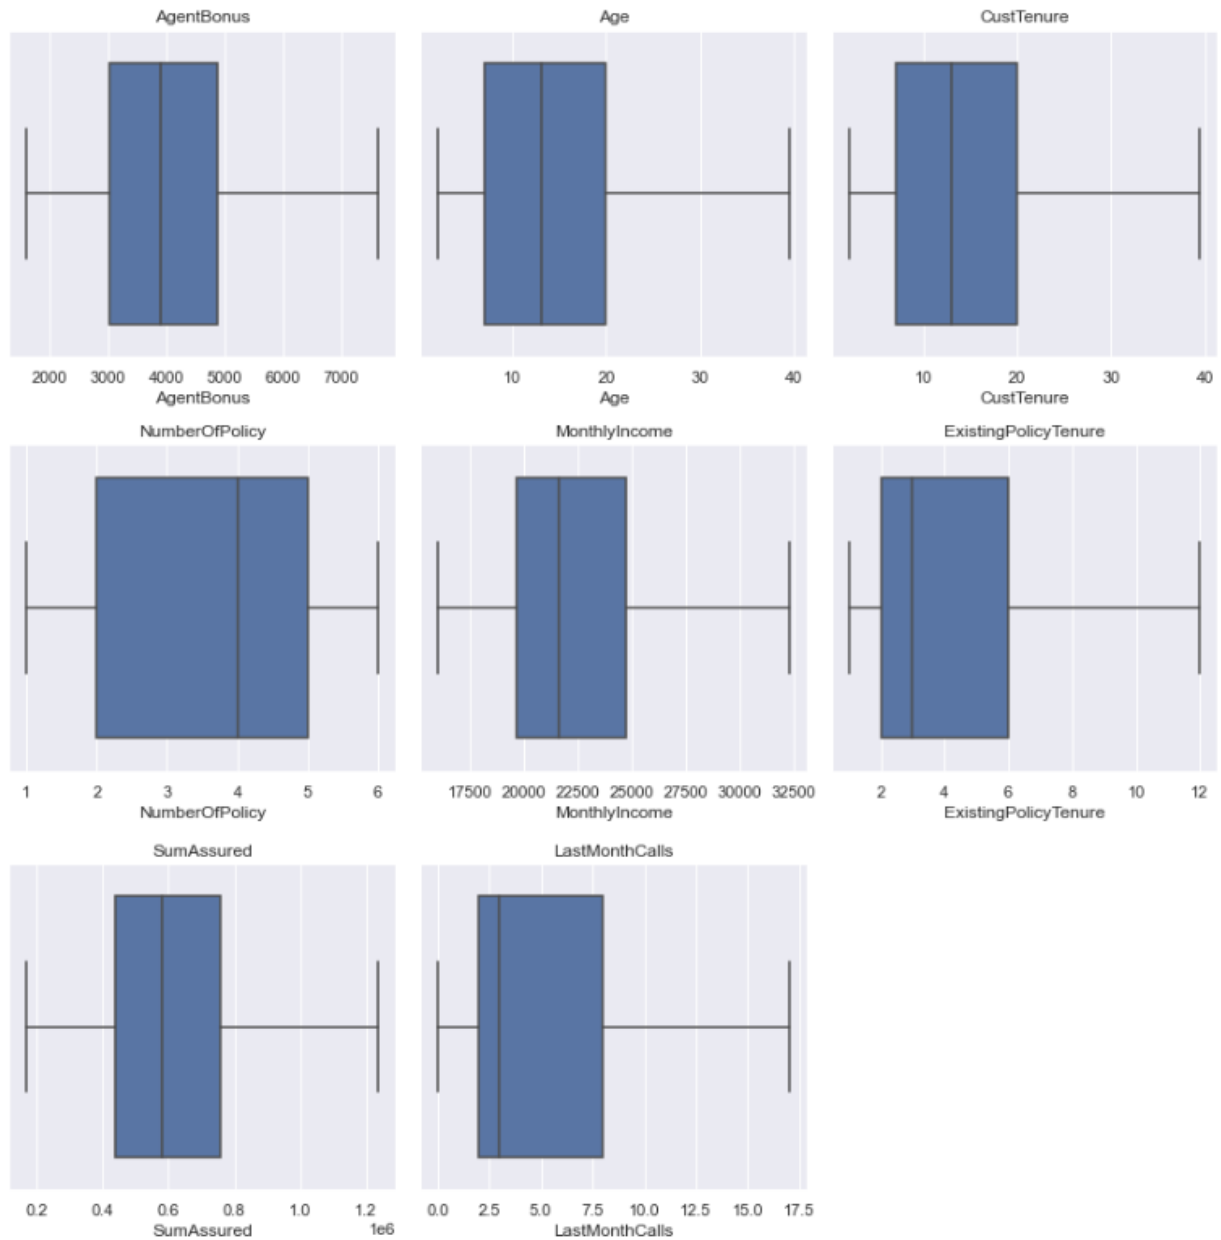 AgentBonus Age CustTenure
2000 3000 4000 5000 6000 7000 10 20 30 40 10 20 30 40
AgentBonus Age CustTenure
NumberOfPolicy MonthlyIncome ExistingPolicyTenure
1 2 3 4 5 6 17500 20000 22500 25000 27500 30000 32500 2 4 6 8 10 12
NumberOfPolicy MonthlyIncome ExistingPolicyTenure
SumAssured LastMonthCalls
0.2 0.4 0.6 0.8 1.0 1.2 0.0 2.5 5.0 7.5 10.0 12.5 15.0 17.5
SumAssured 1e6 LastMonthCalls